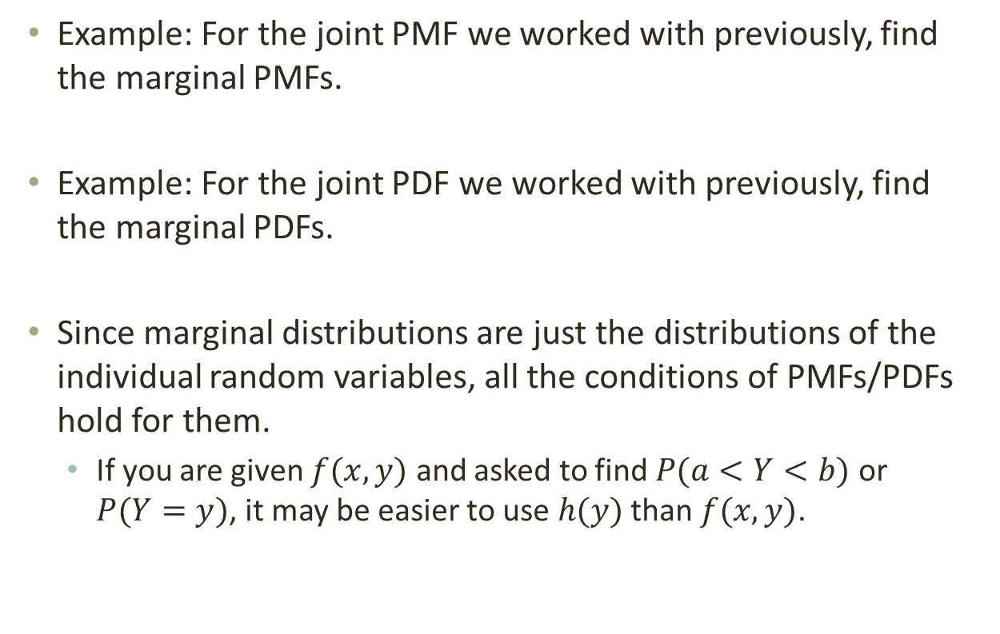 • Example: For the joint PMF we worked with previously, find
the marginal PMFs.
• Example: For the joint PDF we worked with previously, find
the marginal PDFs.
• Since marginal distributions are just the distributions of the
individual random variables, all the conditions of PMFs/PDFs
hold for them.
• If you are given f(x, y) and asked to find P(a < Y < b) or
P(Y = y), it may be easier to use h(y) than f(x, y).